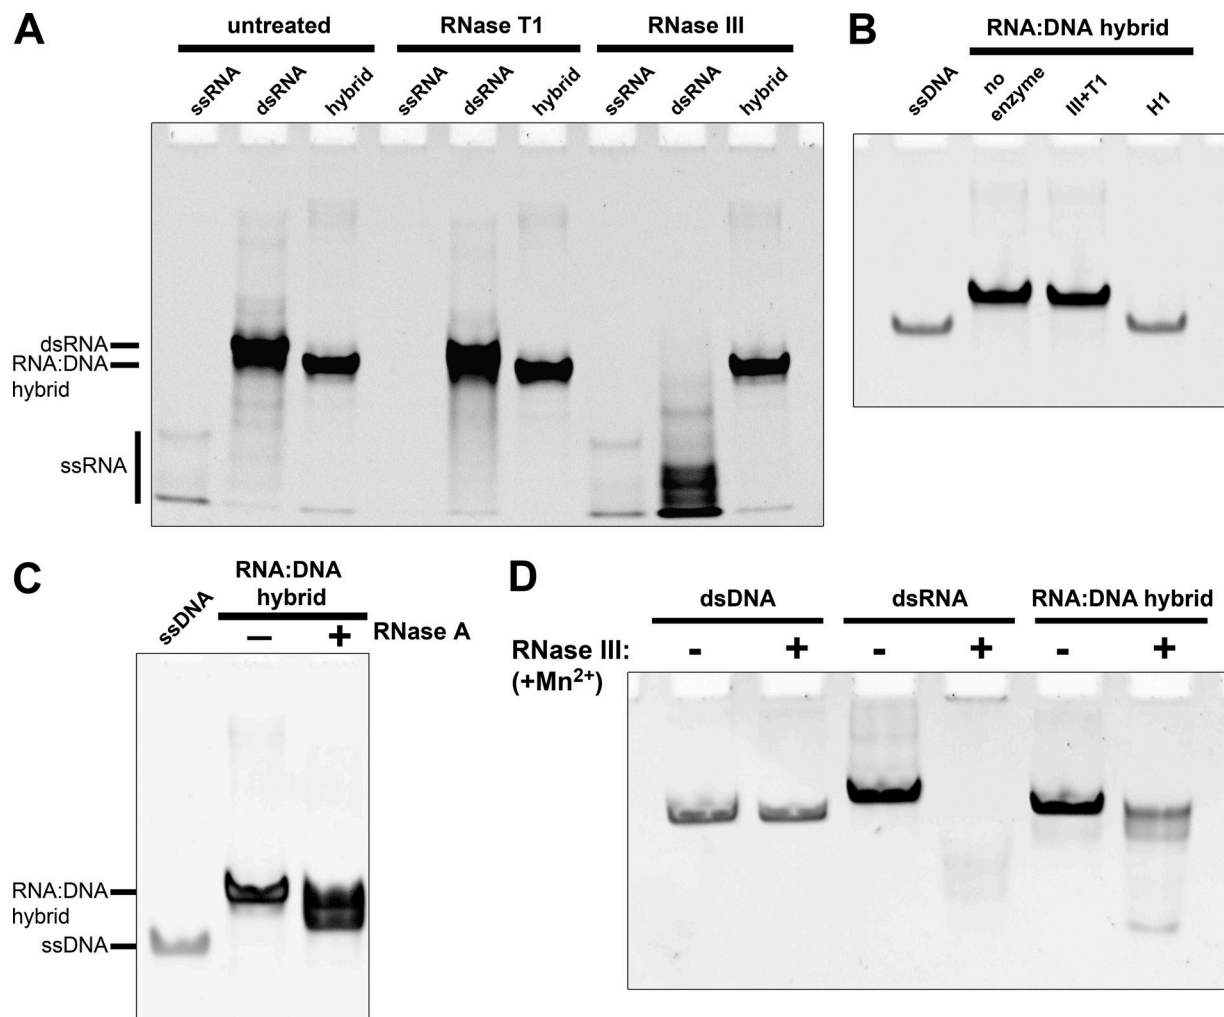 A
untreated
RNase T1
RNase III
ssRNA
dsRNA
hybrid
ssRNA
dsRNA
hybrid
ssRNA
dsRNA
hybrid
dsRNA
RNA:DNA
hybrid
ssRNA
B
RNA:DNA hybrid
ssDNA
no
enzyme
III+T1
H1
C
RNA:DNA
hybrid
ssDNA
– + RNase A
RNA:DNA
hybrid
ssDNA
D
dsDNA
dsRNA
RNA:DNA hybrid
RNase III: - + - + - +
(+Mn²⁺)